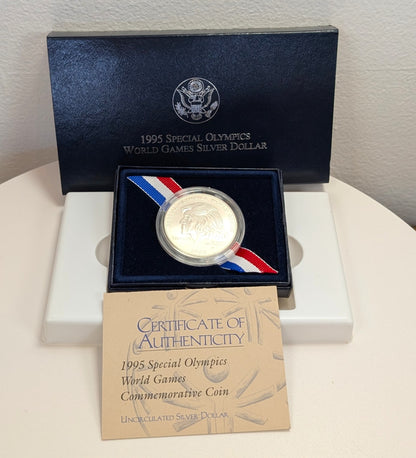 1995 Special Olympics
World Games Silver Dollar
Certificate of
Authenticity
1995 Special Olympics
World Games
Commemorative Coin
Uncirculated Silver Dollar